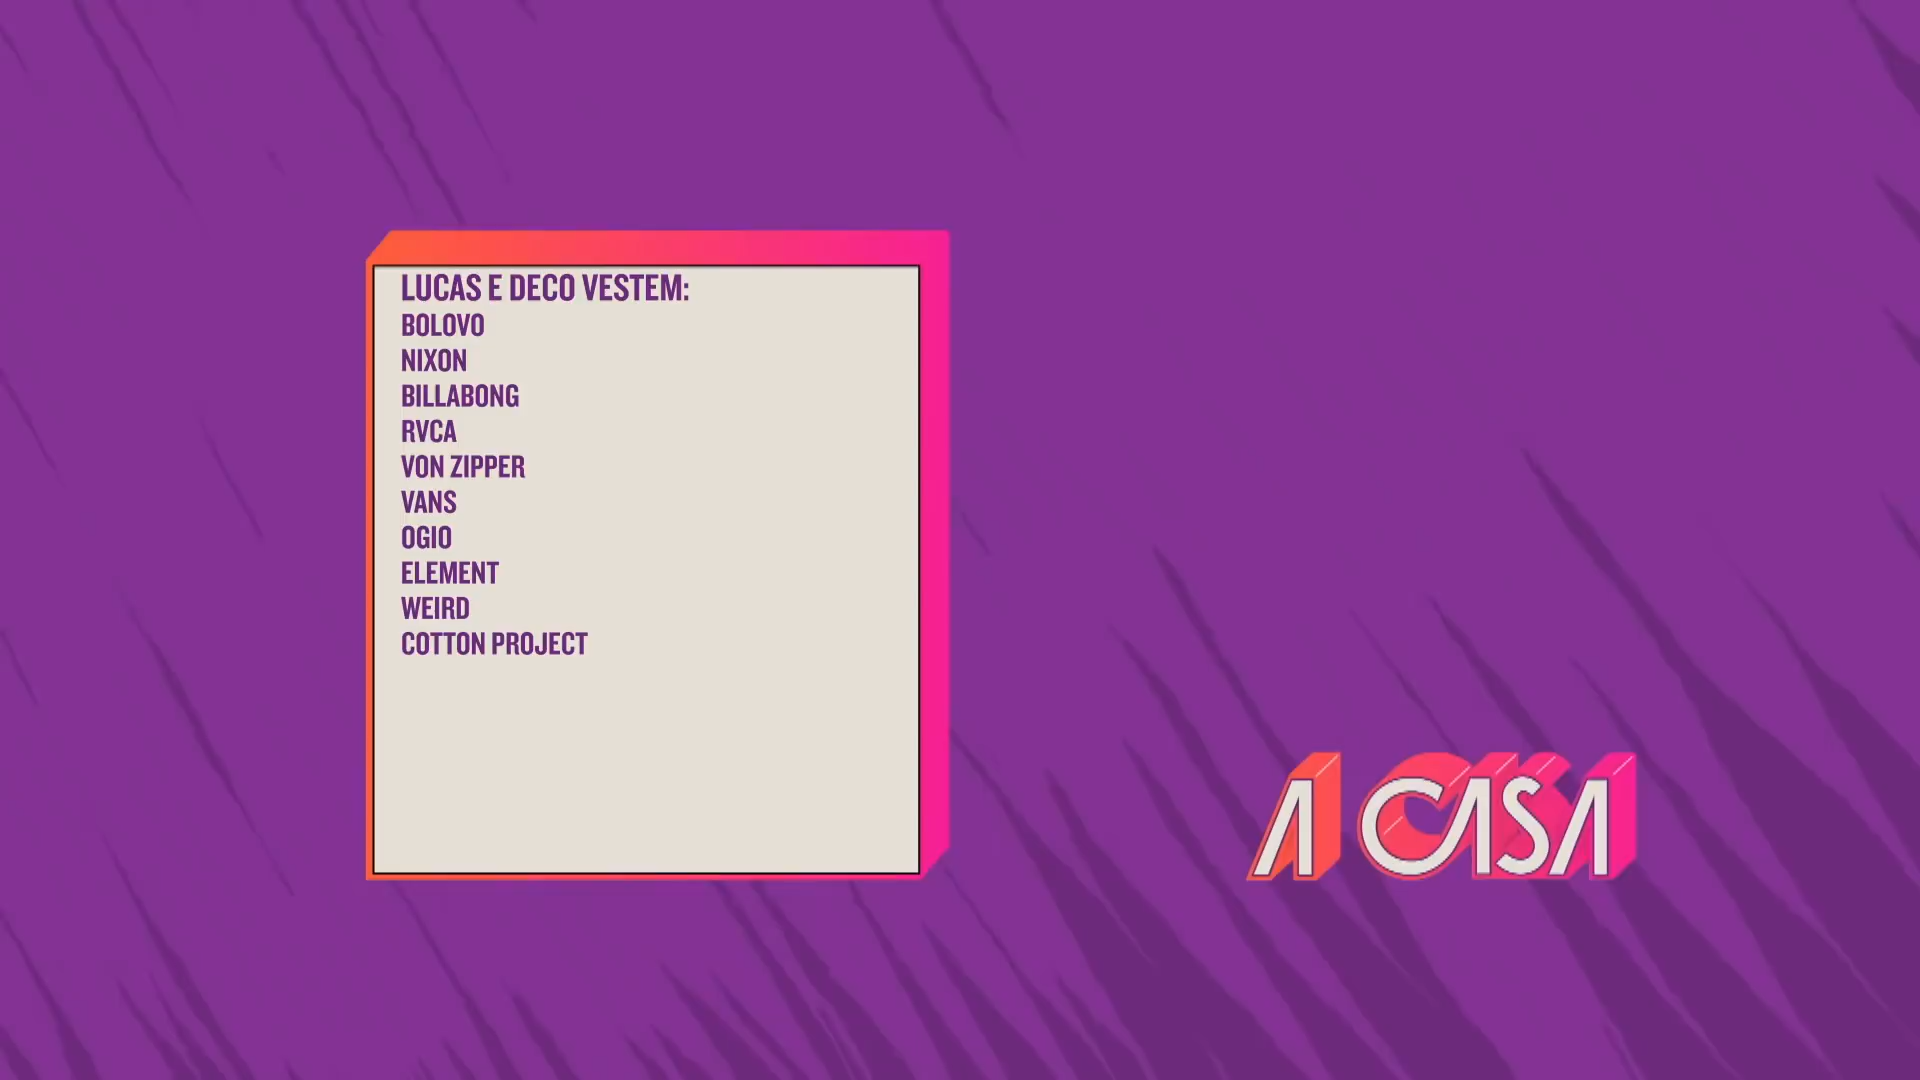 LUCAS E DECO VESTEM:
BOLOVO
NIXON
BILLABONG
RVCA
VON ZIPPER
VANS
OGIO
ELEMENT
WEIRD
COTTON PROJECT
A CASA